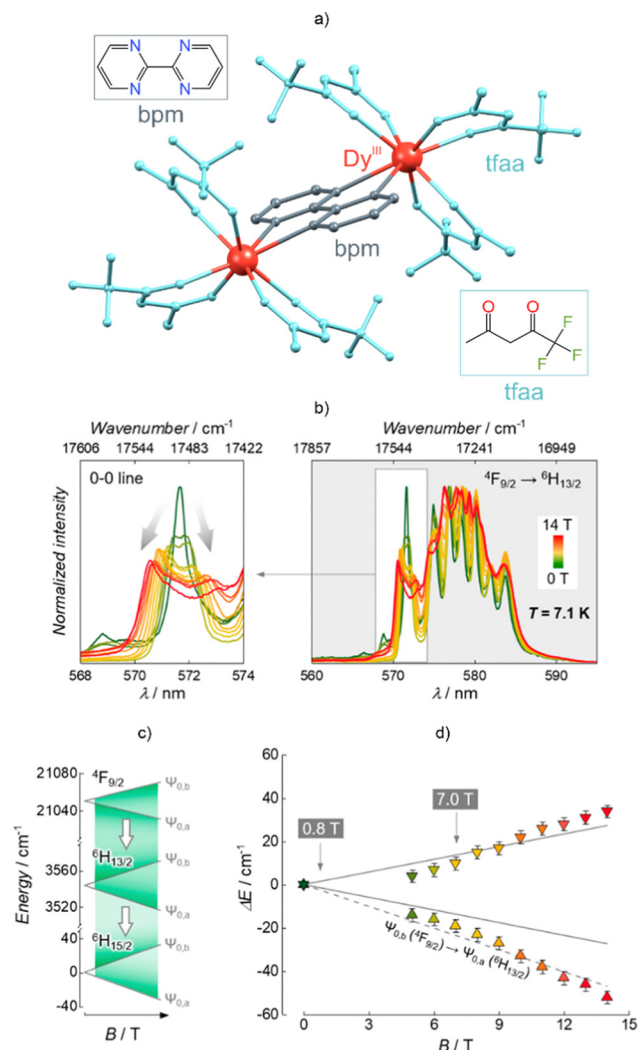 a)
N N
N N
bpm
Dy^III
tfaa
bpm
O O
F
F
F
tfaa
b)
Wavenumber / cm⁻¹
17606 17544 17483 17422
0-0 line
Normalized intensity
568 570 572 574
λ / nm
Wavenumber / cm⁻¹
17857 17544 17241 16949
⁴F₉/₂ → ⁶H₁₃/₂
14 T
0 T
T = 7.1 K
560 570 580 590
λ / nm
c)
21080
21040
3560
3520
40
0
-40
Energy / cm⁻¹
⁴F₉/₂
Ψ₀,b
Ψ₀,a
⁶H₁₃/₂
Ψ₀,b
Ψ₀,a
⁶H₁₅/₂
Ψ₀,b
Ψ₀,a
B / T
d)
60
40
20
0
-20
-40
-60
ΔE / cm⁻¹
0.8 T
7.0 T
Ψ₀,b (⁴F₉/₂) → Ψ₀,a (⁶H₁₃/₂)
0 3 6 9 12 15
B / T